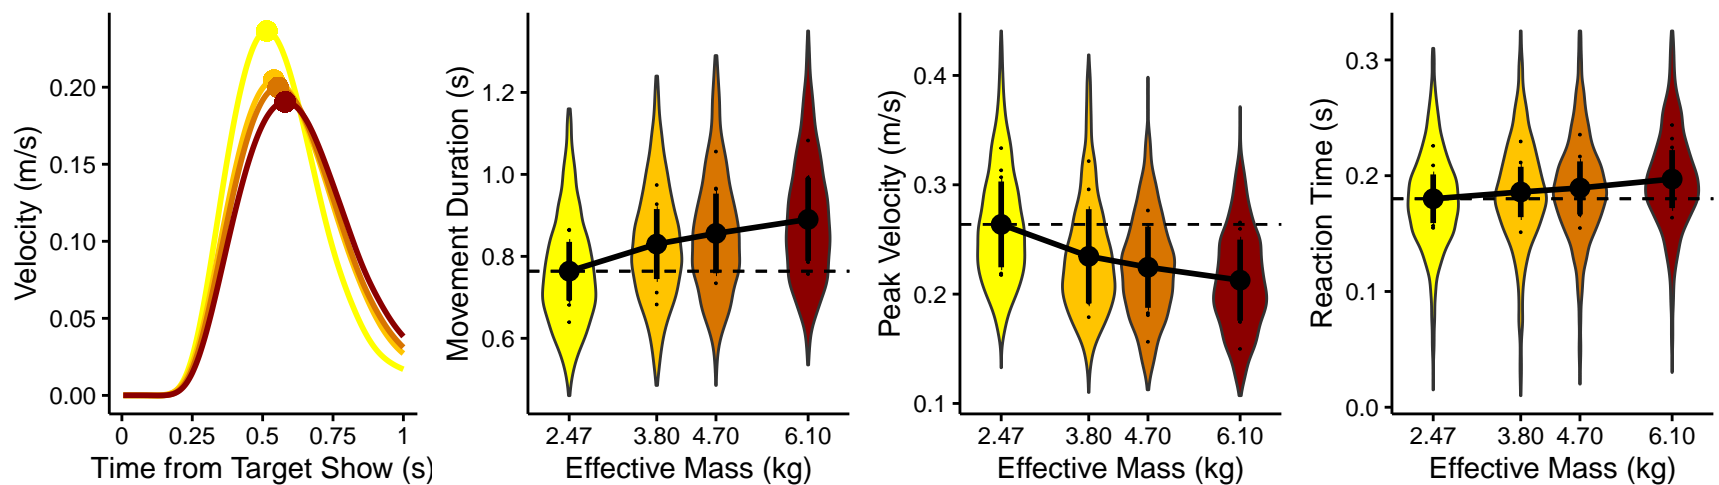 Velocity (m/s)
0.20
0.15
0.10
0.05
0.00
0 0.25 0.5 0.75 1
Time from Target Show (s)
Movement Duration (s)
1.2
1.0
0.8
0.6
2.47 3.80 4.70 6.10
Effective Mass (kg)
Peak Velocity (m/s)
0.4
0.3
0.2
0.1
2.47 3.80 4.70 6.10
Effective Mass (kg)
Reaction Time (s)
0.3
0.2
0.1
0.0
2.47 3.80 4.70 6.10
Effective Mass (kg)